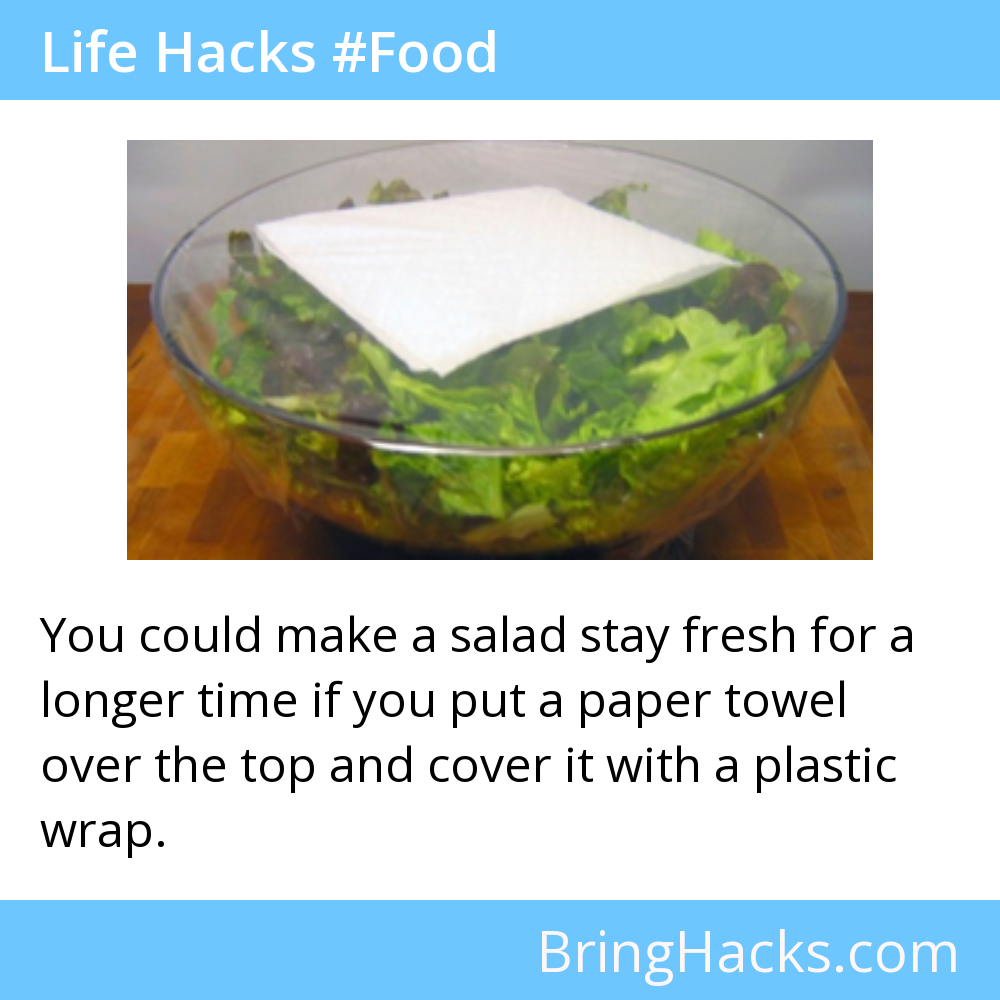 Life Hacks #Food
You could make a salad stay fresh for a
longer time if you put a paper towel
over the top and cover it with a plastic
wrap.
BringHacks.com